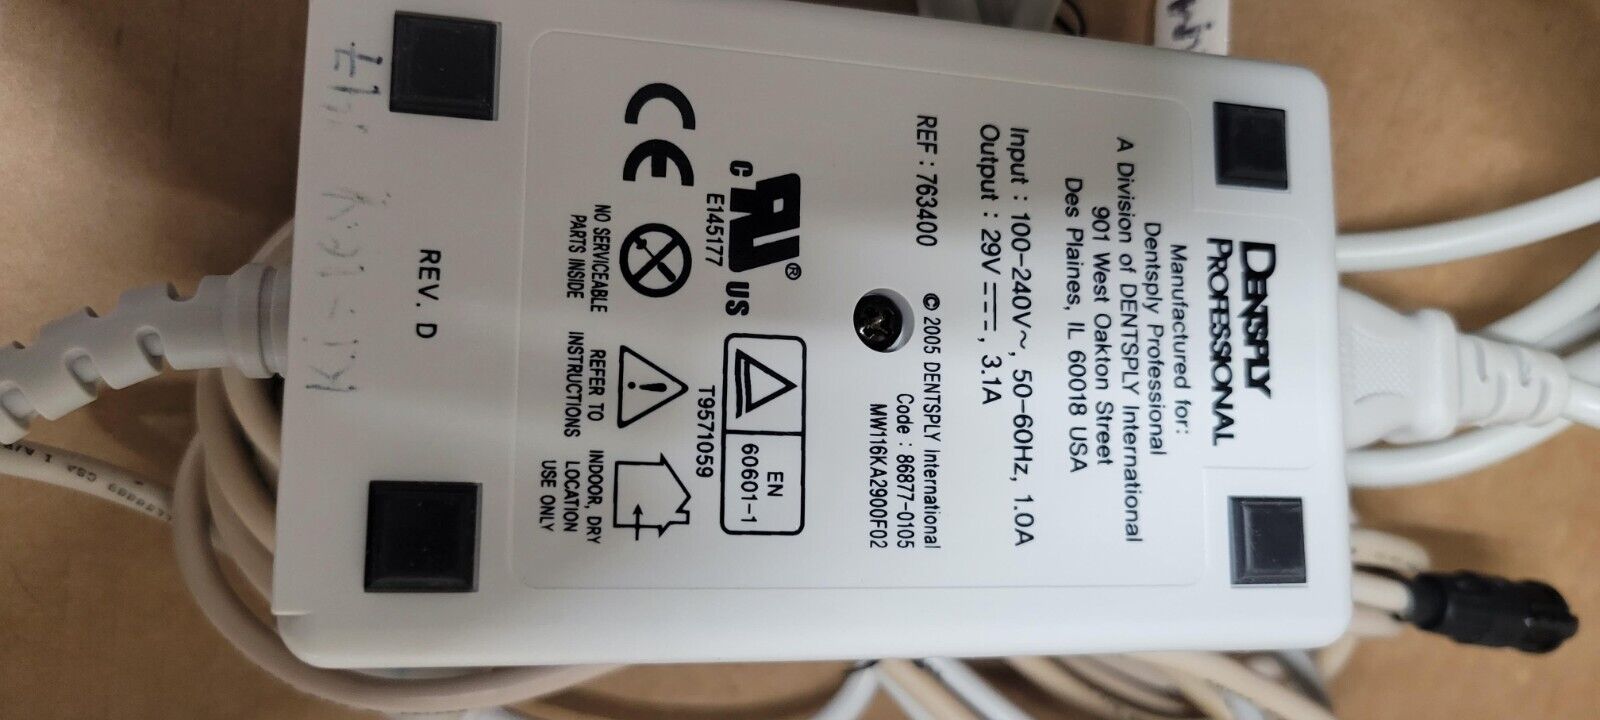 DENTSPLY
PROFESSIONAL
Manufactured for:
Dentsply Professional
A Division of DENTSPLY International
901 West Oakton Street
Des Plaines, IL 60018 USA
Input : 100-240V~, 50-60Hz, 1.0A
Output : 29V ⎓, 3.1A
REF : 763400
© 2005 DENTSPLY International
Code : 86877-0105
MW116KA2900F02
c RU ® US
E145177
EN
60601-1
T9571059
CE
NO SERVICEABLE
PARTS INSIDE
REFER TO
INSTRUCTIONS
INDOOR, DRY
LOCATION
USE ONLY
REV. D